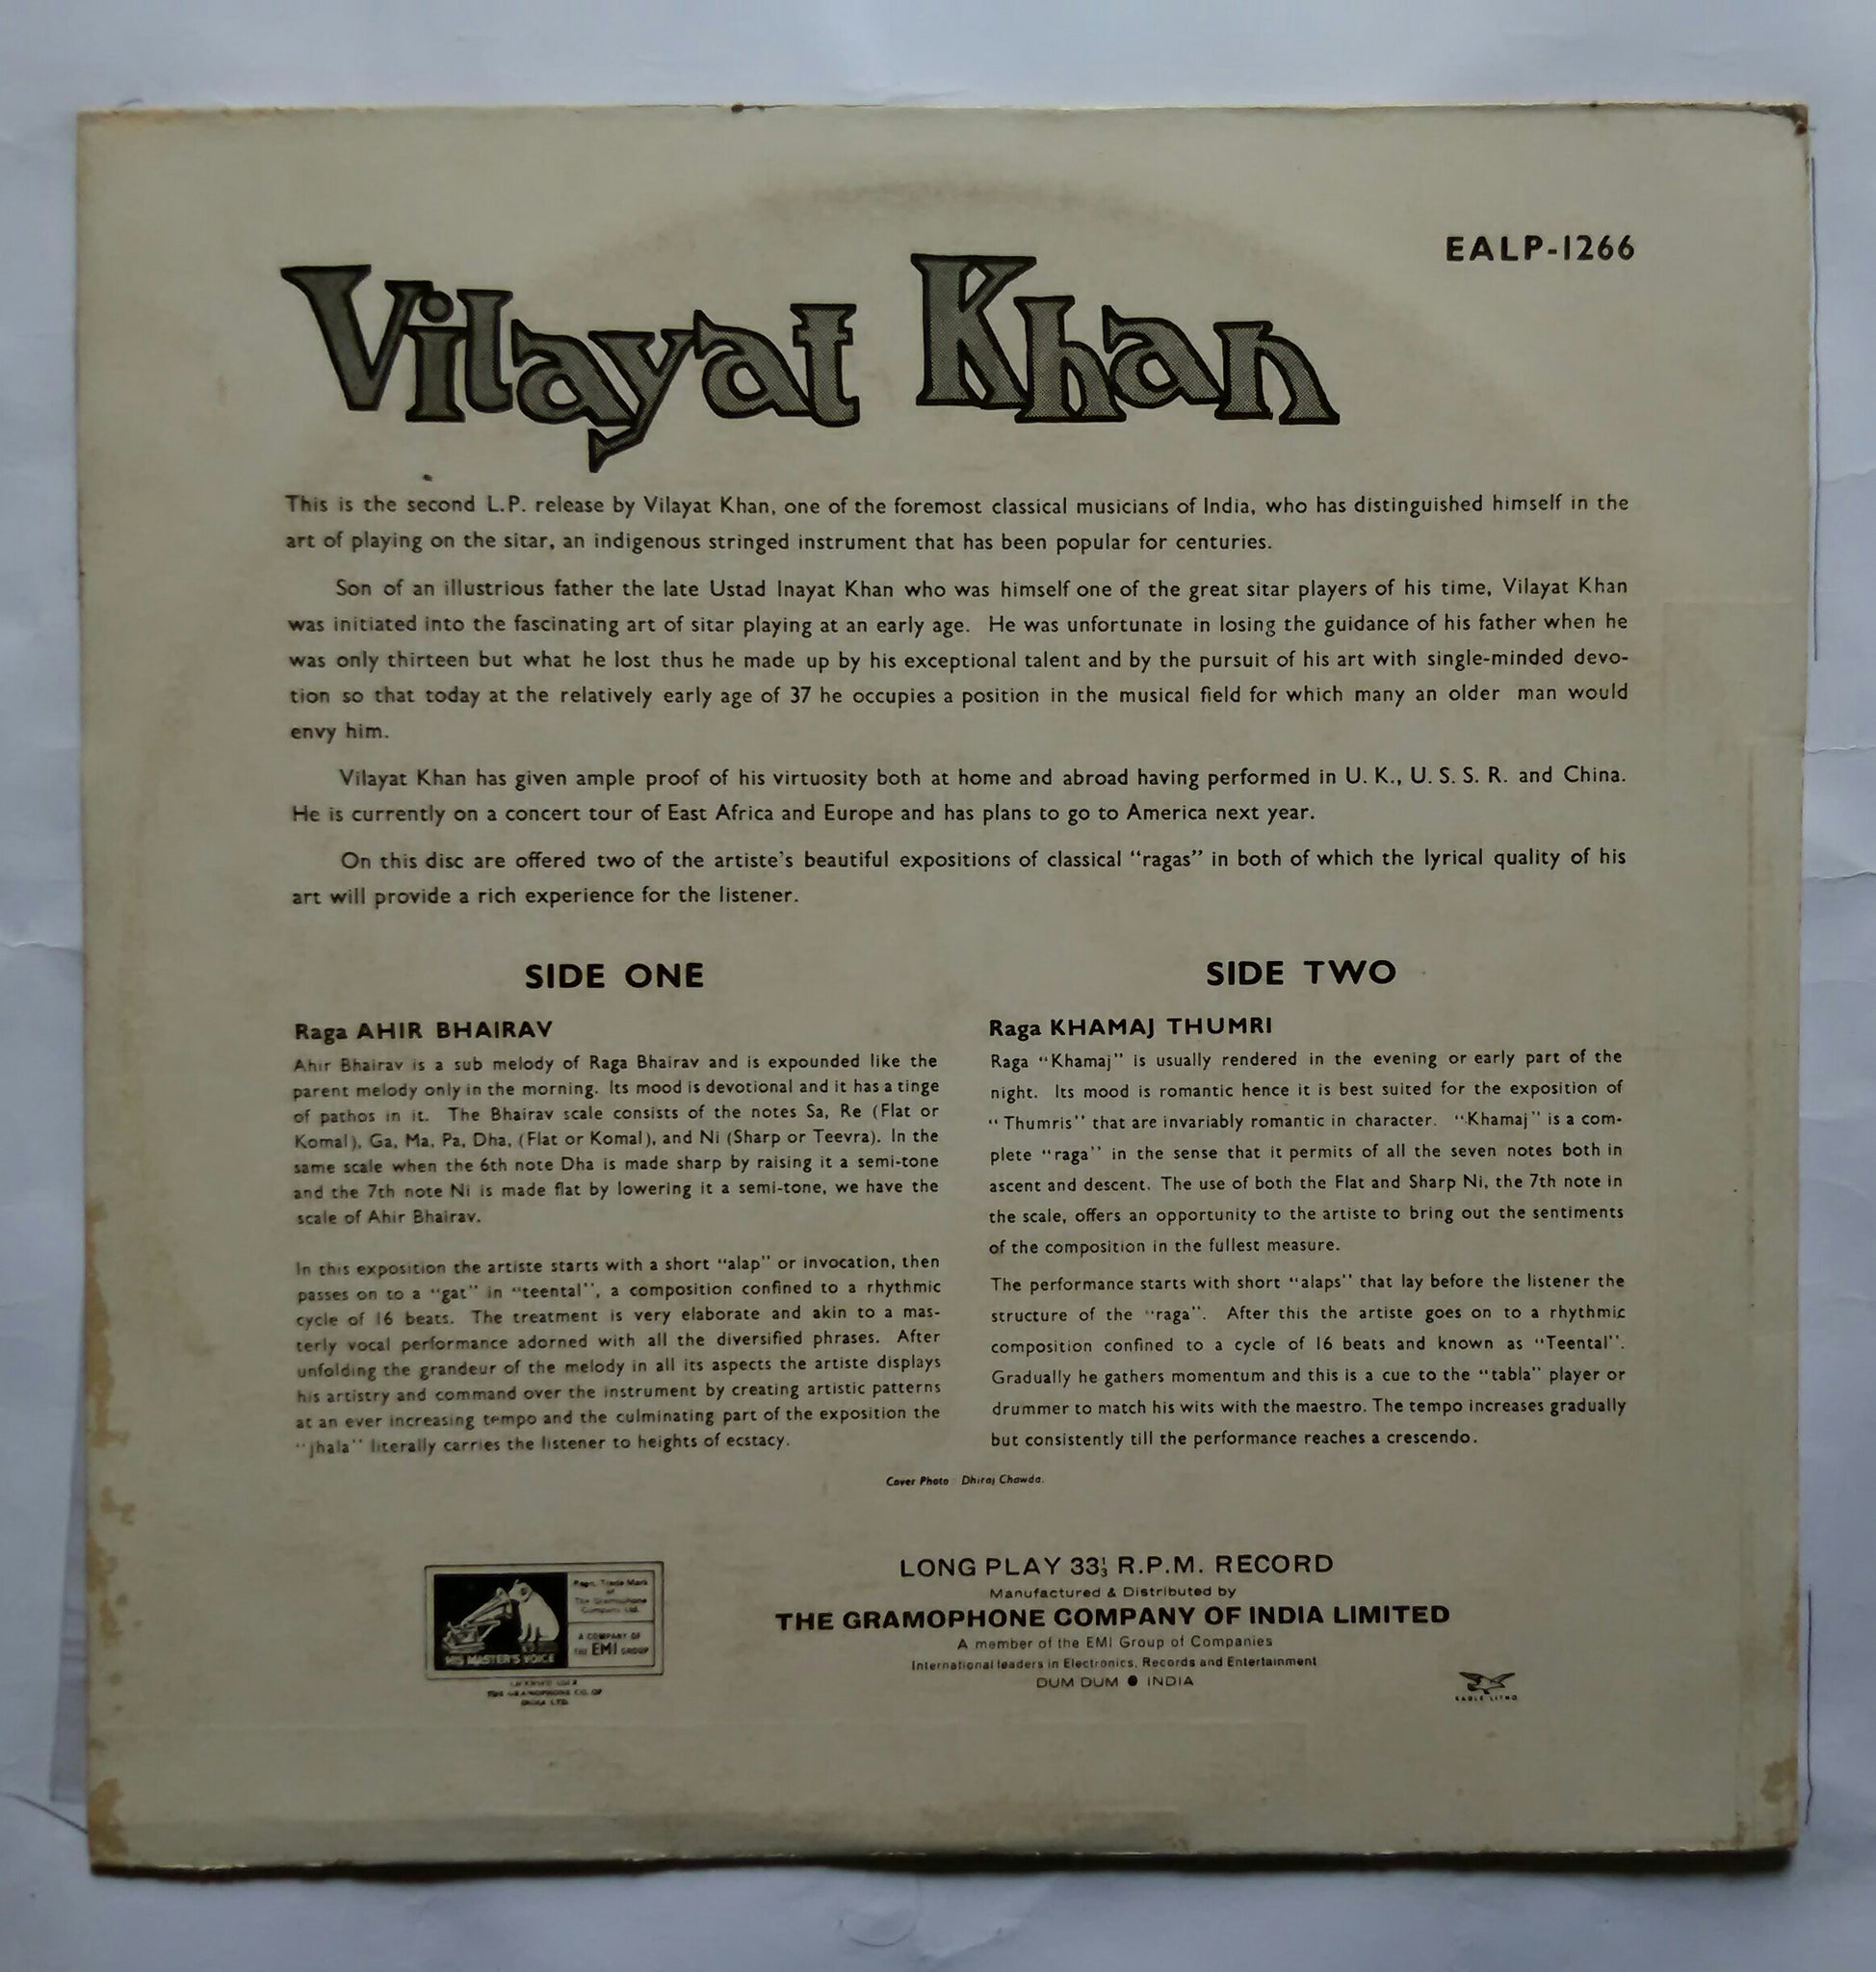 EALP-1266
Vilayat Khan
This is the second L.P. release by Vilayat Khan, one of the foremost classical musicians of India, who has distinguished himself in the
art of playing on the sitar, an indigenous stringed instrument that has been popular for centuries.
Son of an illustrious father the late Ustad Inayat Khan who was himself one of the great sitar players of his time, Vilayat Khan
was initiated into the fascinating art of sitar playing at an early age. He was unfortunate in losing the guidance of his father when he
was only thirteen but what he lost thus he made up by his exceptional talent and by the pursuit of his art with single-minded devo-
tion so that today at the relatively early age of 37 he occupies a position in the musical field for which many an older man would
envy him.
Vilayat Khan has given ample proof of his virtuosity both at home and abroad having performed in U. K., U. S. S. R. and China.
He is currently on a concert tour of East Africa and Europe and has plans to go to America next year.
On this disc are offered two of the artiste's beautiful expositions of classical "ragas" in both of which the lyrical quality of his
art will provide a rich experience for the listener.
SIDE ONE
Raga AHIR BHAIRAV
Ahir Bhairav is a sub melody of Raga Bhairav and is expounded like the
parent melody only in the morning. Its mood is devotional and it has a tinge
of pathos in it. The Bhairav scale consists of the notes Sa, Re (Flat or
Komal), Ga, Ma, Pa, Dha, (Flat or Komal), and Ni (Sharp or Teevra). In the
same scale when the 6th note Dha is made sharp by raising it a semi-tone
and the 7th note Ni is made flat by lowering it a semi-tone, we have the
scale of Ahir Bhairav.
In this exposition the artiste starts with a short "alap" or invocation, then
passes on to a "gat" in "teental", a composition confined to a rhythmic
cycle of 16 beats. The treatment is very elaborate and akin to a mas-
terly vocal performance adorned with all the diversified phrases. After
unfolding the grandeur of the melody in all its aspects the artiste displays
his artistry and command over the instrument by creating artistic patterns
at an ever increasing tempo and the culminating part of the exposition the
"jhala" literally carries the listener to heights of ecstacy.
SIDE TWO
Raga KHAMAJ THUMRI
Raga "Khamaj" is usually rendered in the evening or early part of the
night. Its mood is romantic hence it is best suited for the exposition of
"Thumris" that are invariably romantic in character. "Khamaj" is a com-
plete "raga" in the sense that it permits of all the seven notes both in
ascent and descent. The use of both the Flat and Sharp Ni, the 7th note in
the scale, offers an opportunity to the artiste to bring out the sentiments
of the composition in the fullest measure.
The performance starts with short "alaps" that lay before the listener the
structure of the "raga". After this the artiste goes on to a rhythmic
composition confined to a cycle of 16 beats and known as "Teental".
Gradually he gathers momentum and this is a cue to the "tabla" player or
drummer to match his wits with the maestro. The tempo increases gradually
but consistently till the performance reaches a crescendo.
Cover Photo : Dhiraj Chawda.
HIS MASTER'S VOICE
Regn. Trade Mark
of
The Gramophone
Company Ltd.
A COMPANY OF
THE EMI GROUP
THE GRAMOPHONE CO. OF
INDIA LTD.
LONG PLAY 33⅓ R.P.M. RECORD
Manufactured & Distributed by
THE GRAMOPHONE COMPANY OF INDIA LIMITED
A member of the EMI Group of Companies
International leaders in Electronics, Records and Entertainment
DUM DUM ● INDIA
EAGLE LITHO